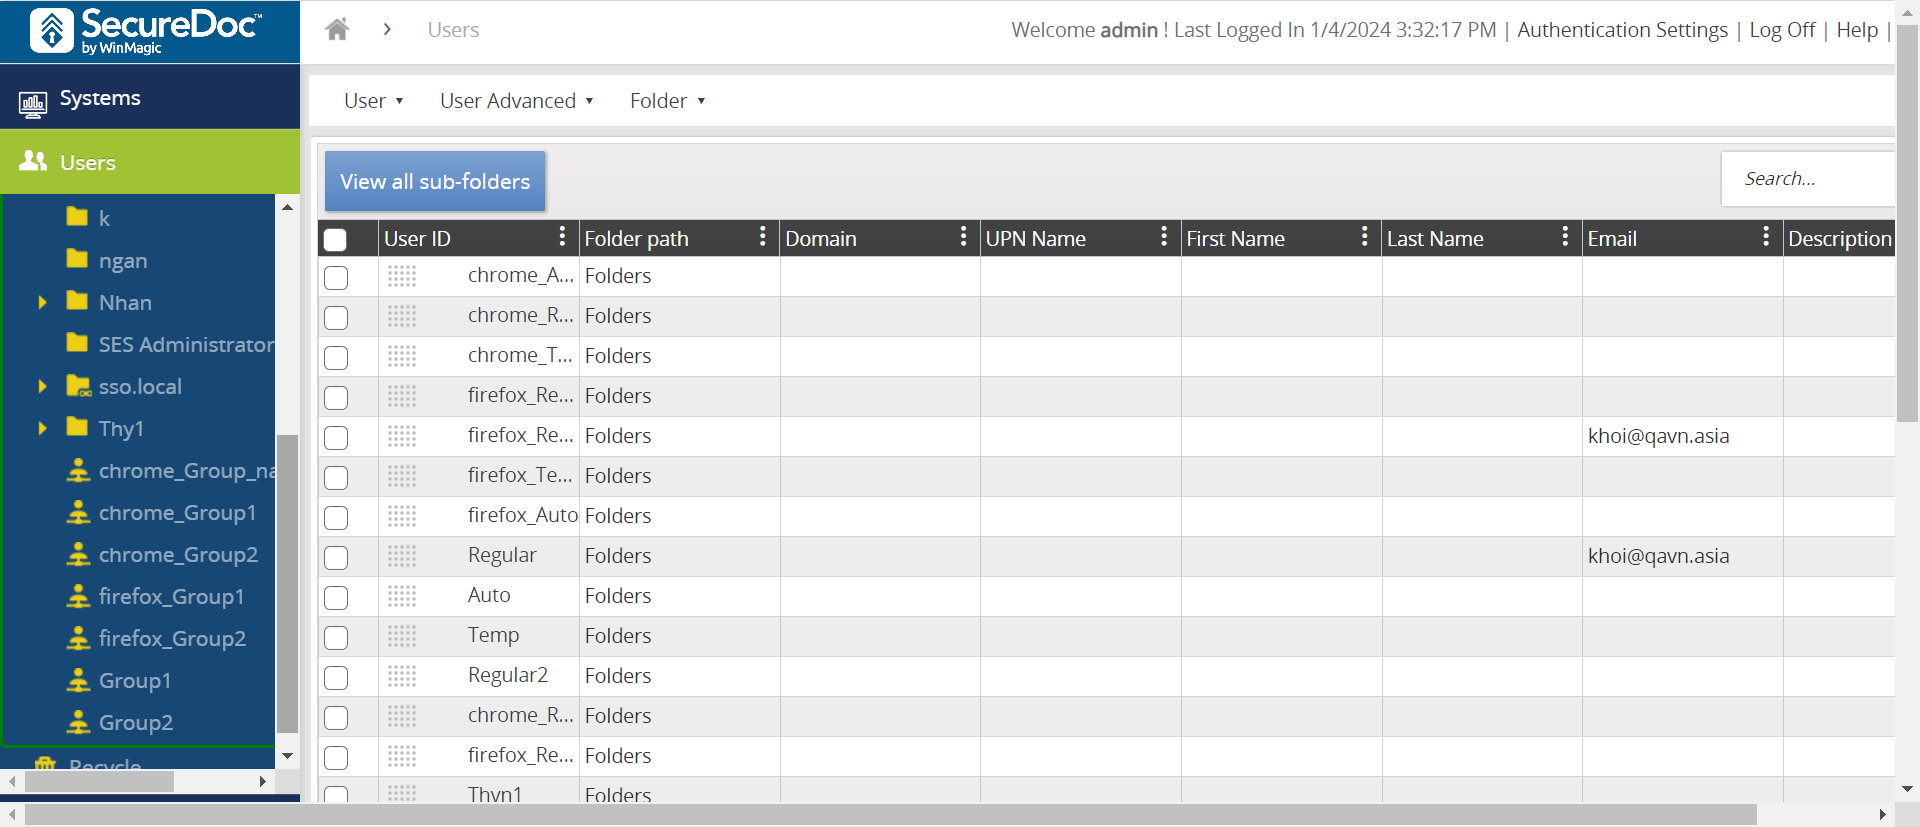 SecureDoc™
by WinMagic
Users
Welcome admin ! Last Logged In 1/4/2024 3:32:17 PM | Authentication Settings | Log Off | Help |
Systems
Users
k
ngan
Nhan
SES Administrator
sso.local
Thy1
chrome_Group_na
chrome_Group1
chrome_Group2
firefox_Group1
firefox_Group2
Group1
Group2
Recycle
User User Advanced Folder
View all sub-folders
Search...
User ID Folder path Domain UPN Name First Name Last Name Email Description
chrome_A... Folders
chrome_R... Folders
chrome_T... Folders
firefox_Re... Folders
firefox_Re... Folders khoi@qavn.asia
firefox_Te... Folders
firefox_Auto Folders
Regular Folders khoi@qavn.asia
Auto Folders
Temp Folders
Regular2 Folders
chrome_R... Folders
firefox_Re... Folders
Thyn1 Folders